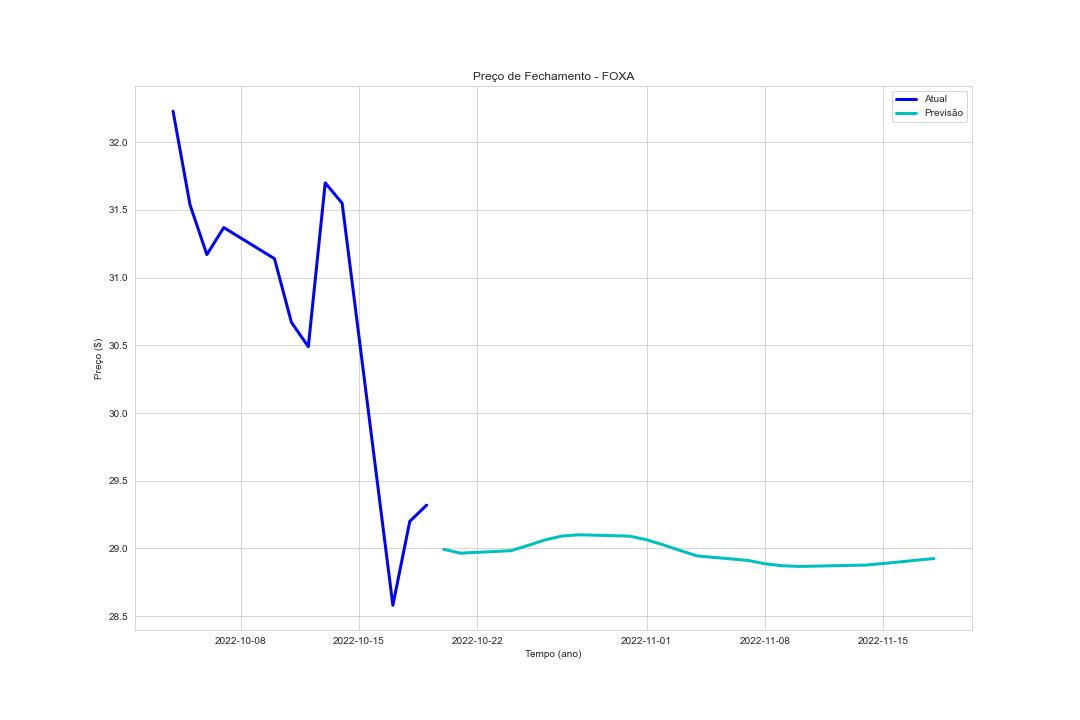 Preço de Fechamento - FOXA
Atual
Previsão
32.0
31.5
31.0
30.5
30.0
29.5
29.0
28.5
Preço ($)
2022-10-08 2022-10-15 2022-10-22 2022-11-01 2022-11-08 2022-11-15
Tempo (ano)